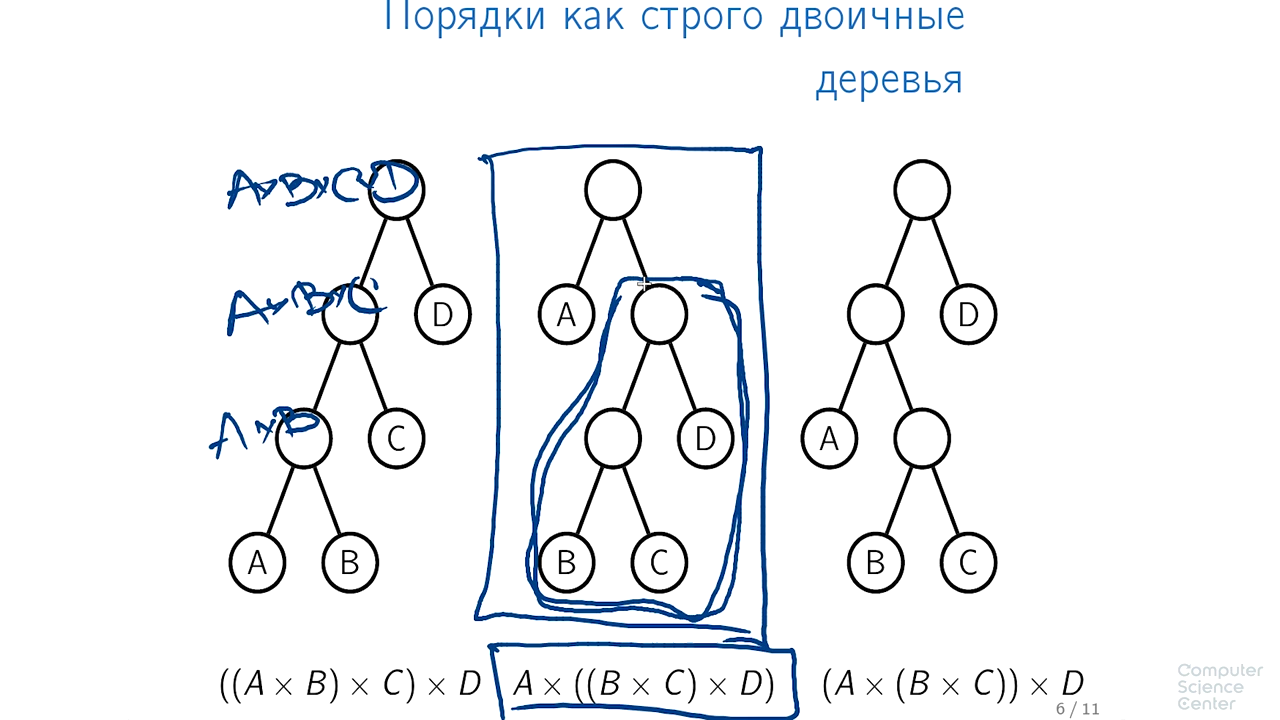 Порядки как строго двоичные
деревья
A×B×C×D
A×B×C
D
A
D
A×B
C
D
A
A
B
B
C
B
C
((A × B) × C) × D
A × ((B × C) × D)
(A × (B × C)) × D
6 / 11
Computer
Science
Center